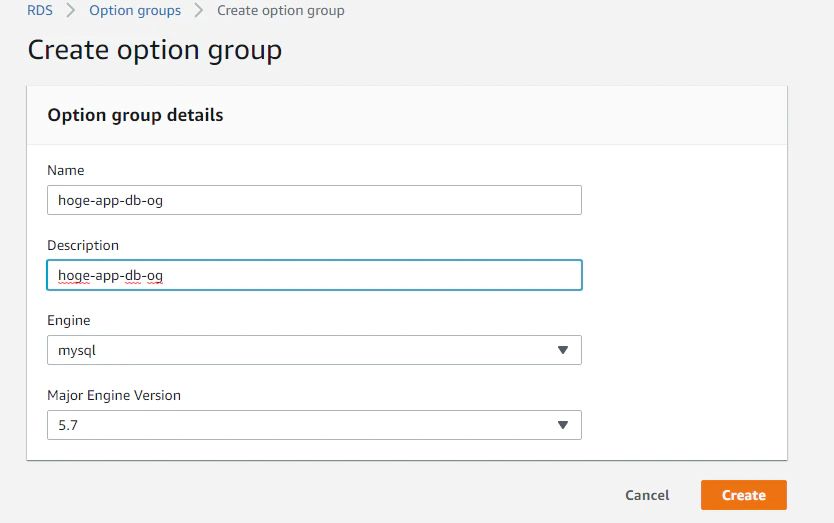 RDS > Option groups > Create option group
Create option group
Option group details
Name
hoge-app-db-og
Description
hoge-app-db-og
Engine
mysql
Major Engine Version
5.7
Cancel Create